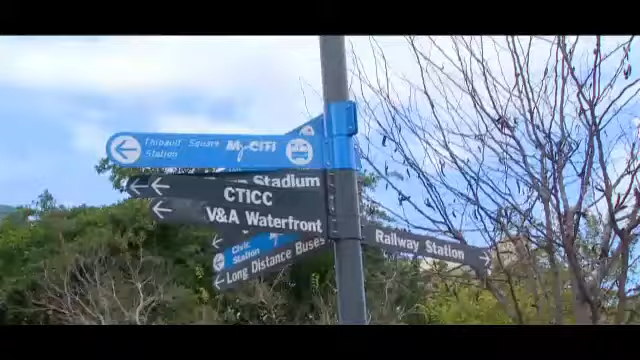 Thibault Square MyCiTi
Station
Stadium
CTICC
V&A Waterfront
Civic
Station
Long Distance Buses
Railway Station